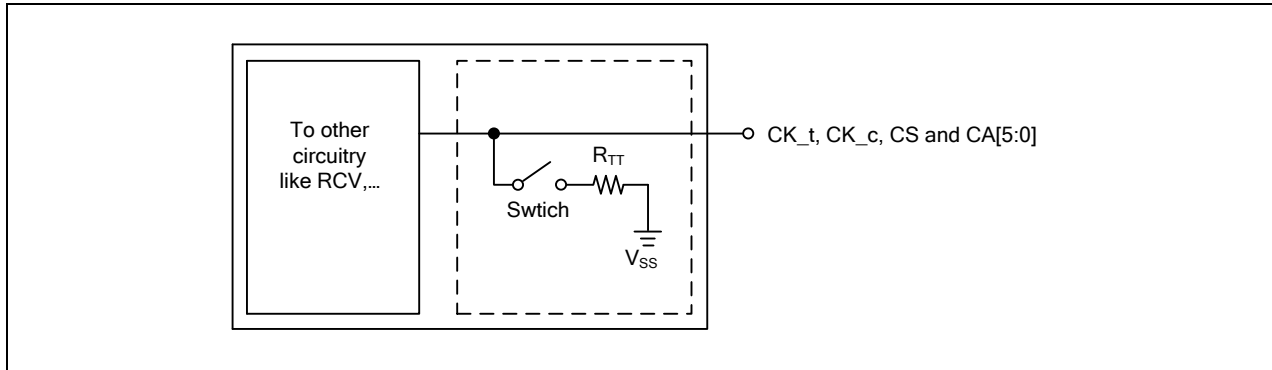 To other
circuitry
like RCV,...
CK_t, CK_c, CS and CA[5:0]
RTT
Swtich
VSS